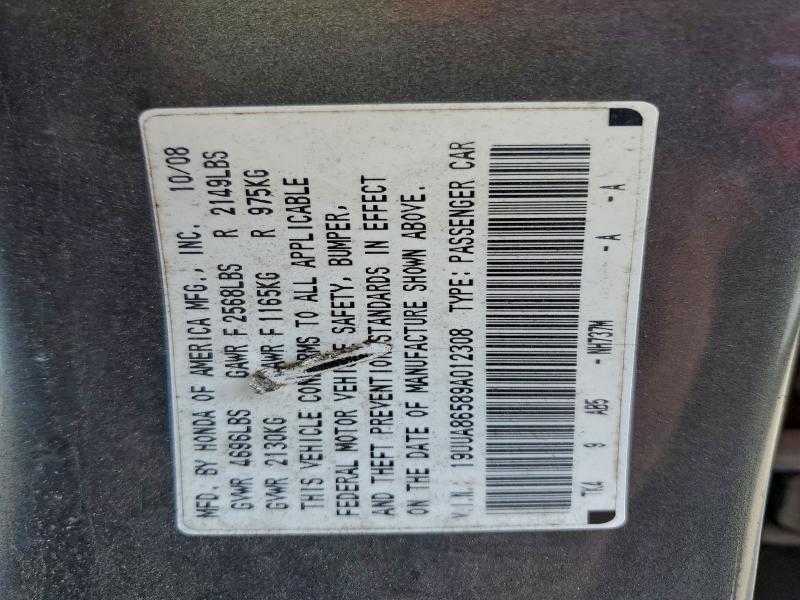 MFD. BY HONDA OF AMERICA MFG., INC. 10/08
GVWR 4696LBS GAWR F 2568LBS R 2149LBS
GVWR 2130KG GAWR F 1165KG R 975KG
THIS VEHICLE CONFORMS TO ALL APPLICABLE
FEDERAL MOTOR VEHICLE SAFETY, BUMPER,
AND THEFT PREVENTION STANDARDS IN EFFECT
ON THE DATE OF MANUFACTURE SHOWN ABOVE.
V.I.N. 19UUA86589A012308 TYPE: PASSENGER CAR
TK4 9 AB5 - NH737M - A - A